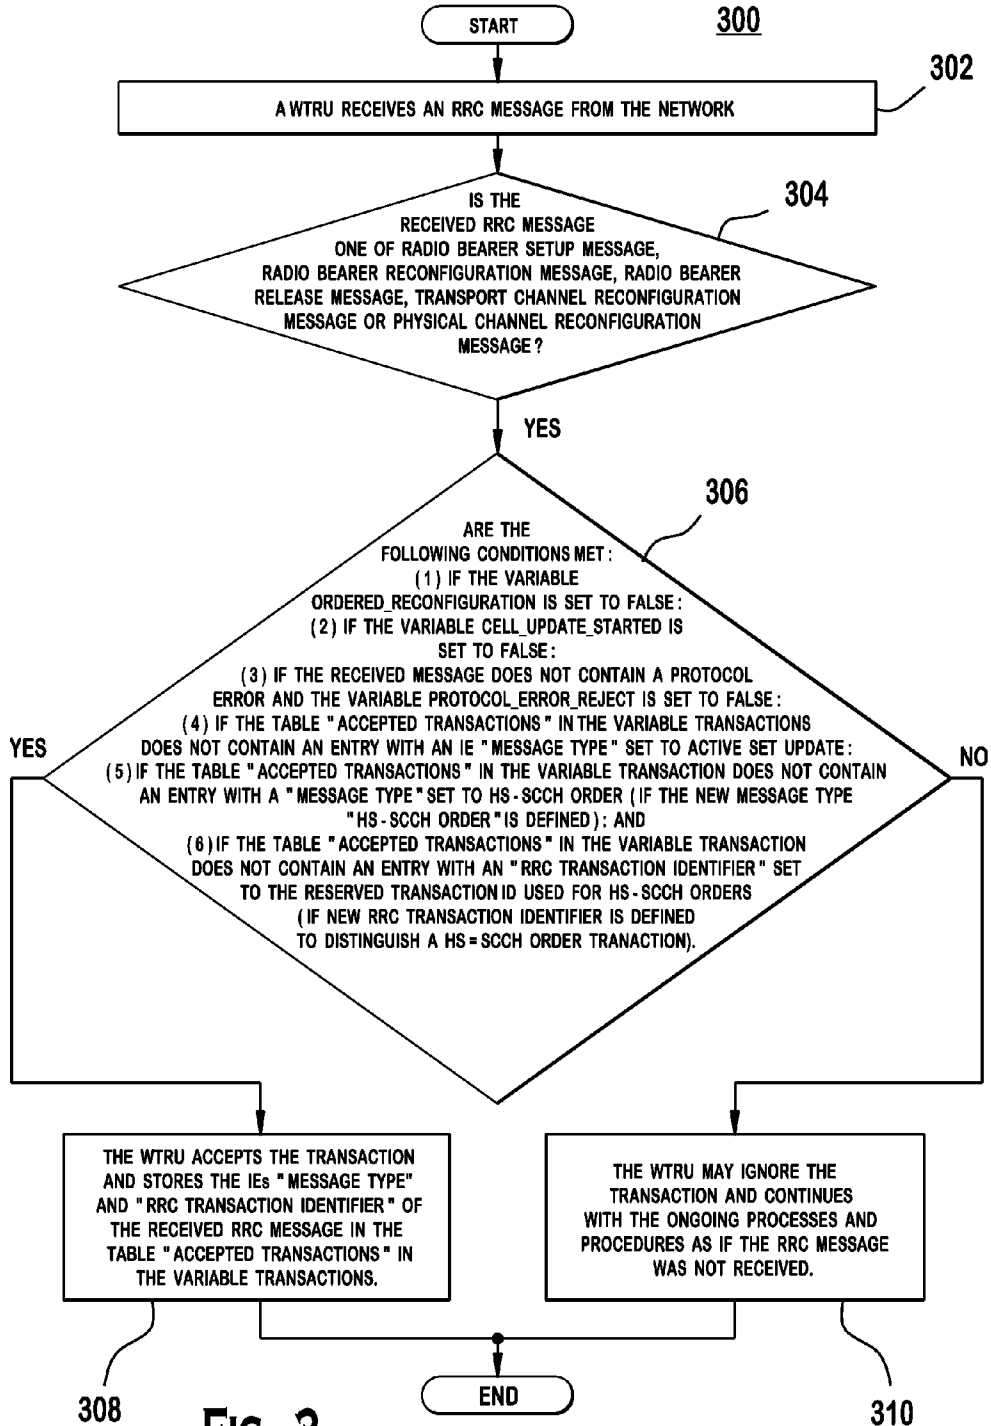 START
300
302
A WTRU RECEIVES AN RRC MESSAGE FROM THE NETWORK
304
IS THE
RECEIVED RRC MESSAGE
ONE OF RADIO BEARER SETUP MESSAGE,
RADIO BEARER RECONFIGURATION MESSAGE, RADIO BEARER
RELEASE MESSAGE, TRANSPORT CHANNEL RECONFIGURATION
MESSAGE OR PHYSICAL CHANNEL RECONFIGURATION
MESSAGE?
YES
306
ARE THE
FOLLOWING CONDITIONS MET:
(1) IF THE VARIABLE
ORDERED_RECONFIGURATION IS SET TO FALSE:
(2) IF THE VARIABLE CELL_UPDATE_STARTED IS
SET TO FALSE:
(3) IF THE RECEIVED MESSAGE DOES NOT CONTAIN A PROTOCOL
ERROR AND THE VARIABLE PROTOCOL_ERROR_REJECT IS SET TO FALSE:
(4) IF THE TABLE "ACCEPTED TRANSACTIONS" IN THE VARIABLE TRANSACTIONS
DOES NOT CONTAIN AN ENTRY WITH AN IE "MESSAGE TYPE" SET TO ACTIVE SET UPDATE:
(5) IF THE TABLE "ACCEPTED TRANSACTIONS" IN THE VARIABLE TRANSACTION DOES NOT CONTAIN
AN ENTRY WITH A "MESSAGE TYPE" SET TO HS-SCCH ORDER (IF THE NEW MESSAGE TYPE
"HS-SCCH ORDER" IS DEFINED): AND
(6) IF THE TABLE "ACCEPTED TRANSACTIONS" IN THE VARIABLE TRANSACTION
DOES NOT CONTAIN AN ENTRY WITH AN "RRC TRANSACTION IDENTIFIER" SET
TO THE RESERVED TRANSACTION ID USED FOR HS-SCCH ORDERS
(IF NEW RRC TRANSACTION IDENTIFIER IS DEFINED
TO DISTINGUISH A HS=SCCH ORDER TRANACTION).
YES
NO
THE WTRU ACCEPTS THE TRANSACTION
AND STORES THE IEs "MESSAGE TYPE"
AND "RRC TRANSACTION IDENTIFIER" OF
THE RECEIVED RRC MESSAGE IN THE
TABLE "ACCEPTED TRANSACTIONS" IN
THE VARIABLE TRANSACTIONS.
THE WTRU MAY IGNORE THE
TRANSACTION AND CONTINUES
WITH THE ONGOING PROCESSES AND
PROCEDURES AS IF THE RRC MESSAGE
WAS NOT RECEIVED.
END
308
310